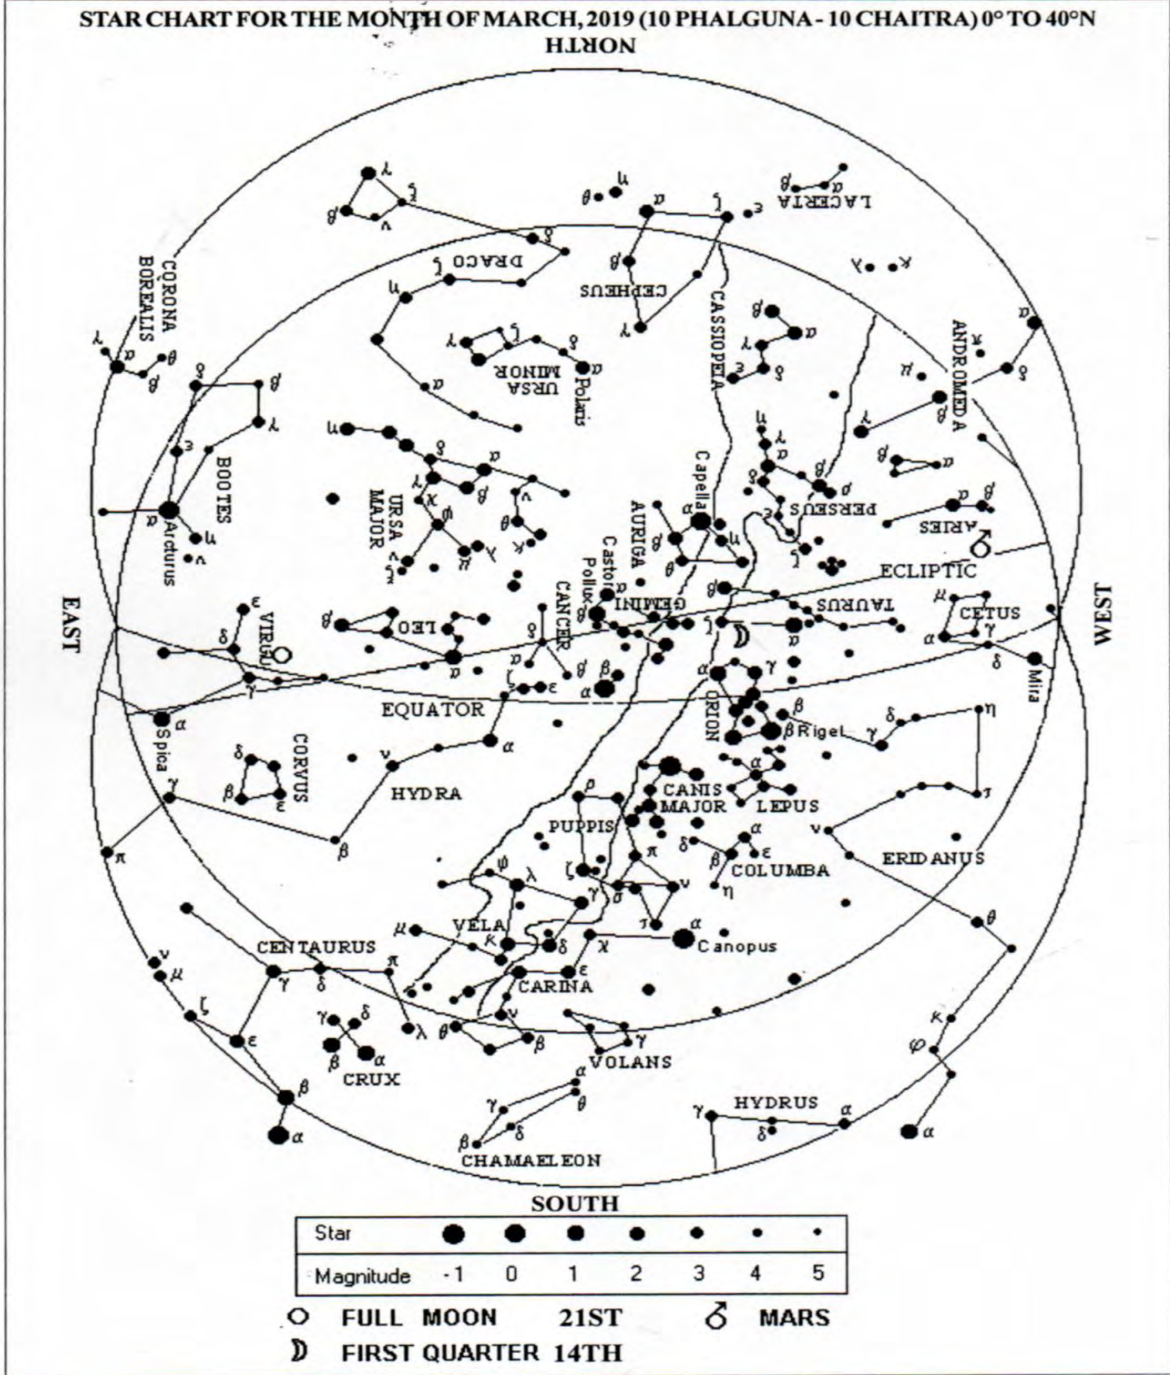 STAR CHART FOR THE MONTH OF MARCH, 2019 (10 PHALGUNA - 10 CHAITRA) 0° TO 40°N
NORTH
γ
ξ
β
ν
θ η
α
ζ ε
β α
LACERTA
δ
DRACO
ζ
η
β
CEPHEUS
γ
λ κ
CORONA
BOREALIS
γ α β θ
CASSIOPEIA
β
α
γ
δ
ε
ANDROMEDA
α
π
δ
μ
β
γ
γ
ζ
δ
α
URSA
MINOR
Polaris
α
δ
β
γ
ε
BOOTES
α
Arcturus
η
ν
η
δ
α
γ
β
χ
ψ
URSA
MAJOR
ν
ξ
μ
λ
ν
θ
κ
Capella
α
η
β
θ
AURIGA
η
γ
α
δ
β
ρ
ε
PERSEUS
ζ
β
α
α β
ARIES
ECLIPTIC
Castor
Pollux
α
β
GEMINI
CANCER
δ
α
β
β
ζ
α
TAURUS
μ
CETUS
α
γ
δ
Mira
EAST
WEST
ε
δ
VIRGU
γ
α
Spica
β
LEO
α
β
α
EQUATOR
ζ ε
α
ν
HYDRA
β
γ
π
CORVUS
δ
β
ε
α
γ
ORION
β
βRigel
δ
γ
η
τ
ν
ERIDANUS
θ
κ
φ
α
CANIS
MAJOR
α
LEPUS
δ
α
β
ε
COLUMBA
η
ρ
PUPPIS
π
ζ
σ
ν
τ
α
Canopus
ψ
λ
γ
VELA
μ
κ
δ
χ
ε
CARINA
CENTAURUS
γ
δ
π
λ
ν
μ
ζ
ε
β
α
γ
δ
β
α
CRUX
θ
ν
β
γ
VOLANS
α
γ
θ
β
δ
CHAMAELEON
γ
HYDRUS
α
δ
SOUTH
Star
Magnitude -1 0 1 2 3 4 5
FULL MOON 21ST ♂ MARS
FIRST QUARTER 14TH